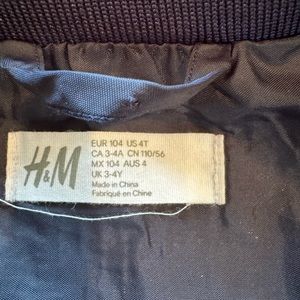 H&M
EUR 104 US 4T
CA 3-4A CN 110/56
MX 104 AUS 4
UK 3-4Y
Made in China
Fabriqué en Chine